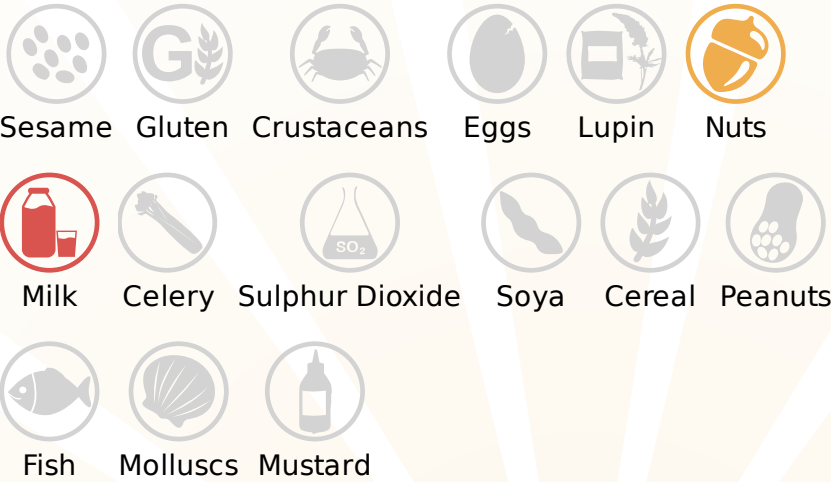 G
Sesame Gluten Crustaceans Eggs Lupin Nuts
SO₂
Milk Celery Sulphur Dioxide Soya Cereal Peanuts
Fish Molluscs Mustard